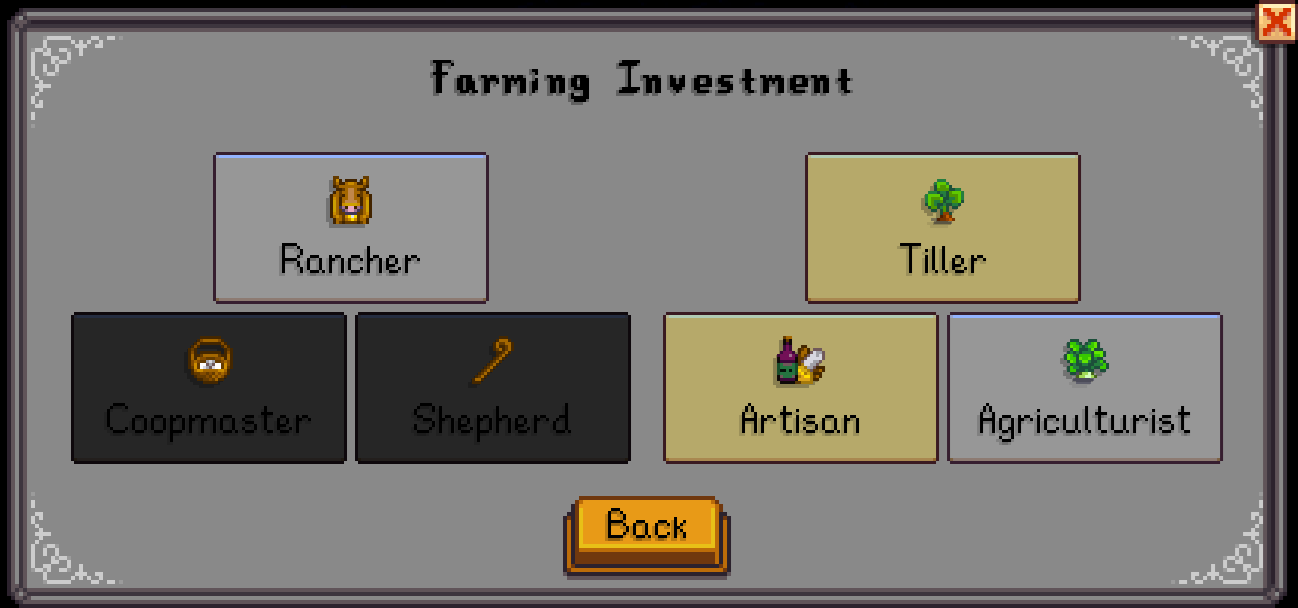 Farming Investment
Rancher
Tiller
Coopmaster
Shepherd
Artisan
Agriculturist
Back